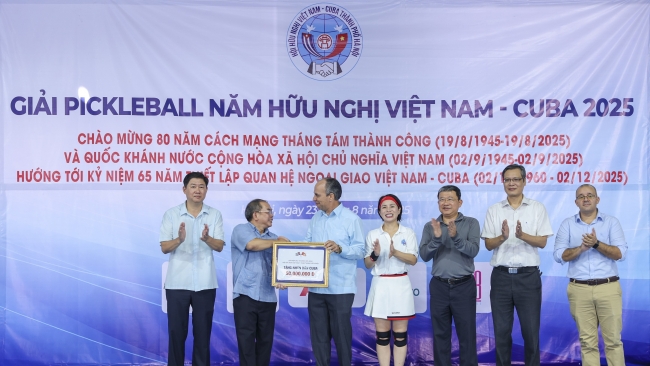 HỘI HỮU NGHỊ VIỆT NAM - CUBA THÀNH PHỐ HÀ NỘI
GIẢI PICKLEBALL NĂM HỮU NGHỊ VIỆT NAM - CUBA 2025
CHÀO MỪNG 80 NĂM CÁCH MẠNG THÁNG TÁM THÀNH CÔNG (19/8/1945-19/8/2025)
VÀ QUỐC KHÁNH NƯỚC CỘNG HÒA XÃ HỘI CHỦ NGHĨA VIỆT NAM (02/9/1945-02/9/2025)
HƯỚNG TỚI KỶ NIỆM 65 NĂM LẬP QUAN HỆ NGOẠI GIAO VIỆT NAM - CUBA 1960 - 02/12/2025)
ngày 23 8 năm
20.000.000 Đ